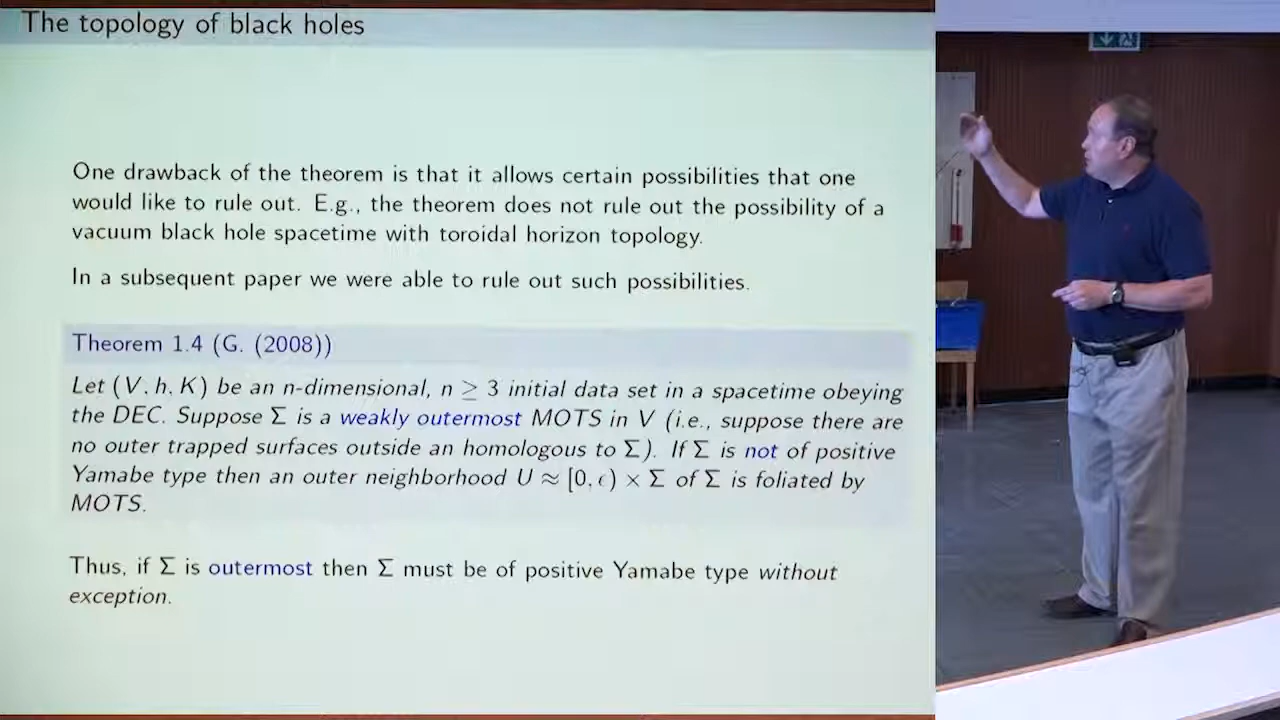 The topology of black holes
One drawback of the theorem is that it allows certain possibilities that one
would like to rule out. E.g., the theorem does not rule out the possibility of a
vacuum black hole spacetime with toroidal horizon topology.
In a subsequent paper we were able to rule out such possibilities.
Theorem 1.4 (G. (2008))
Let (V, h, K) be an n-dimensional, n ≥ 3 initial data set in a spacetime obeying
the DEC. Suppose Σ is a weakly outermost MOTS in V (i.e., suppose there are
no outer trapped surfaces outside an homologous to Σ). If Σ is not of positive
Yamabe type then an outer neighborhood U ≈ [0, ϵ) × Σ of Σ is foliated by
MOTS.
Thus, if Σ is outermost then Σ must be of positive Yamabe type without
exception.